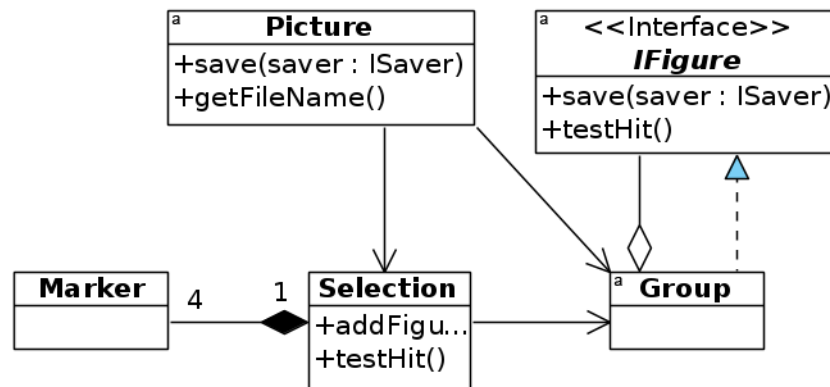 a
Picture
+save(saver : ISaver)
+getFileName()
a
<<Interface>>
IFigure
+save(saver : ISaver)
+testHit()
Marker
4
1
Selection
+addFigu...
+testHit()
a
Group